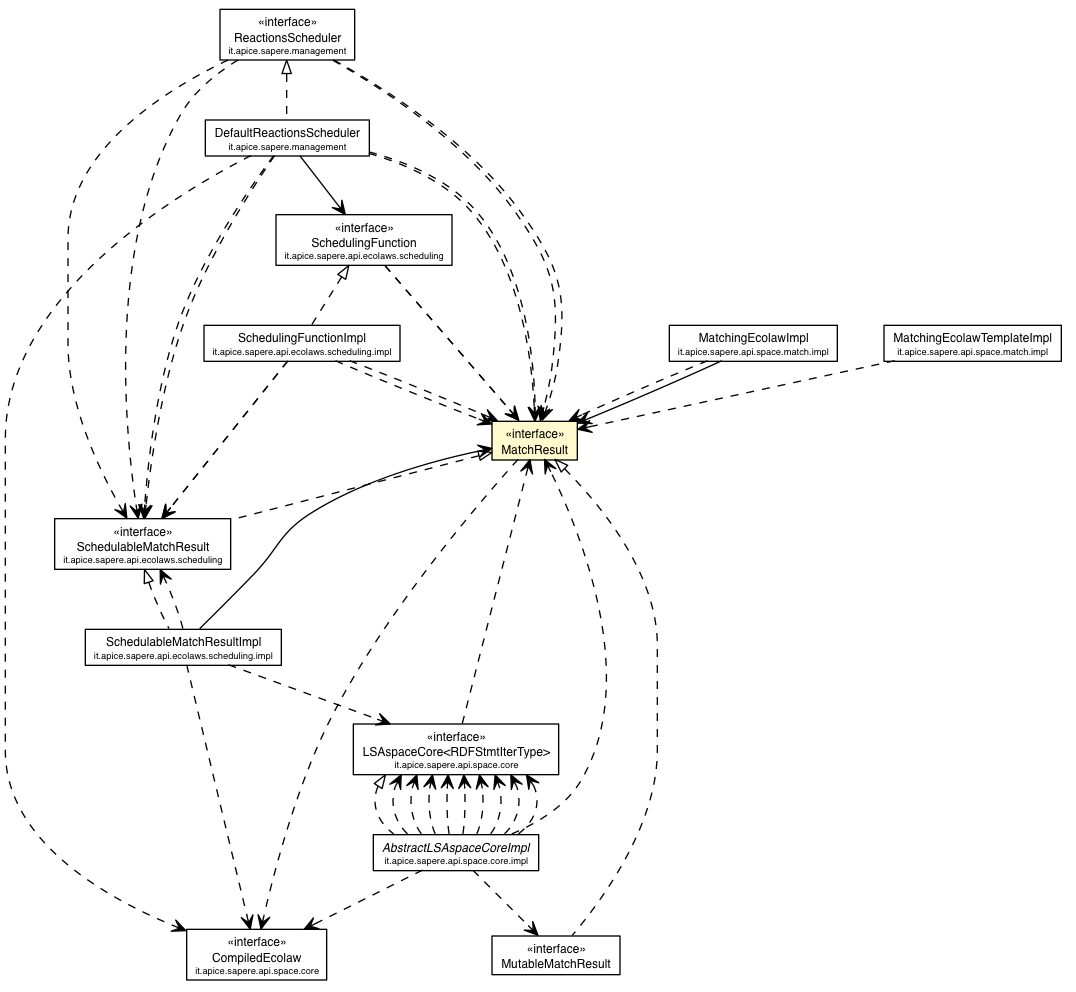 «interface»
ReactionsScheduler
it.apice.sapere.management
DefaultReactionsScheduler
it.apice.sapere.management
«interface»
SchedulingFunction
it.apice.sapere.api.ecolaws.scheduling
SchedulingFunctionImpl
it.apice.sapere.api.ecolaws.scheduling.impl
MatchingEcolawImpl
it.apice.sapere.api.space.match.impl
MatchingEcolawTemplateImpl
it.apice.sapere.api.space.match.impl
«interface»
MatchResult
«interface»
SchedulableMatchResult
it.apice.sapere.api.ecolaws.scheduling
SchedulableMatchResultImpl
it.apice.sapere.api.ecolaws.scheduling.impl
«interface»
LSAspaceCore<RDFStmtIterType>
it.apice.sapere.api.space.core
AbstractLSAspaceCoreImpl
it.apice.sapere.api.space.core.impl
«interface»
CompiledEcolaw
it.apice.sapere.api.space.core
«interface»
MutableMatchResult